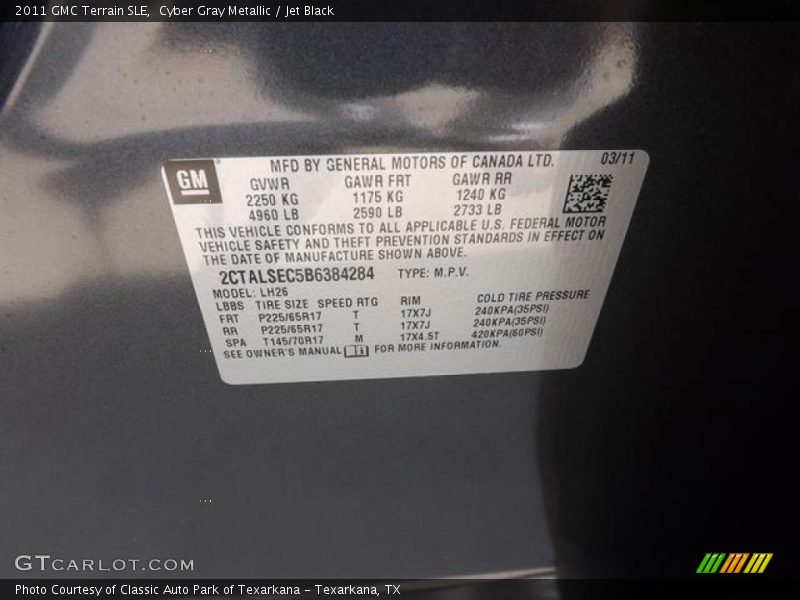 2011 GMC Terrain SLE, Cyber Gray Metallic / Jet Black
GM
MFD BY GENERAL MOTORS OF CANADA LTD. 03/11
GVWR GAWR FRT GAWR RR
2250 KG 1175 KG 1240 KG
4960 LB 2590 LB 2733 LB
THIS VEHICLE CONFORMS TO ALL APPLICABLE U.S. FEDERAL MOTOR
VEHICLE SAFETY AND THEFT PREVENTION STANDARDS IN EFFECT ON
THE DATE OF MANUFACTURE SHOWN ABOVE.
2CTALSEC5B6384284 TYPE: M.P.V.
MODEL: LH26
LBBS TIRE SIZE SPEED RTG RIM COLD TIRE PRESSURE
FRT P225/65R17 T 17X7J 240KPA(35PSI)
RR P225/65R17 T 17X7J 240KPA(35PSI)
SPA T145/70R17 M 17X4.5T 420KPA(60PSI)
SEE OWNER'S MANUAL FOR MORE INFORMATION.
GTCARLOT.COM
Photo Courtesy of Classic Auto Park of Texarkana - Texarkana, TX